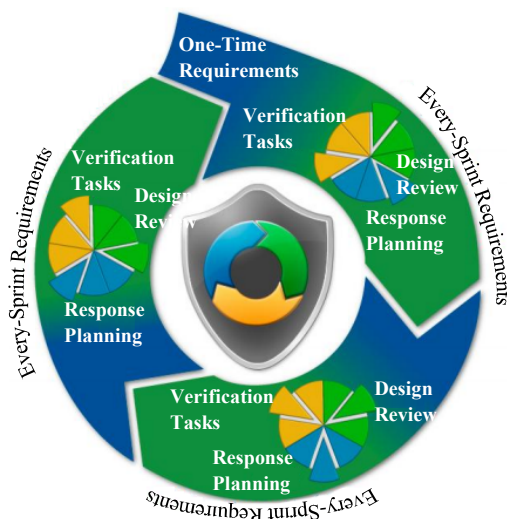 One-Time
Requirements
Every-Sprint Requirements
Verification
Tasks
Design
Review
Response
Planning
Every-Sprint Requirements
Verification
Tasks
Design
Review
Response
Planning
Verification
Tasks
Design
Review
Response
Planning
Every-Sprint Requirements